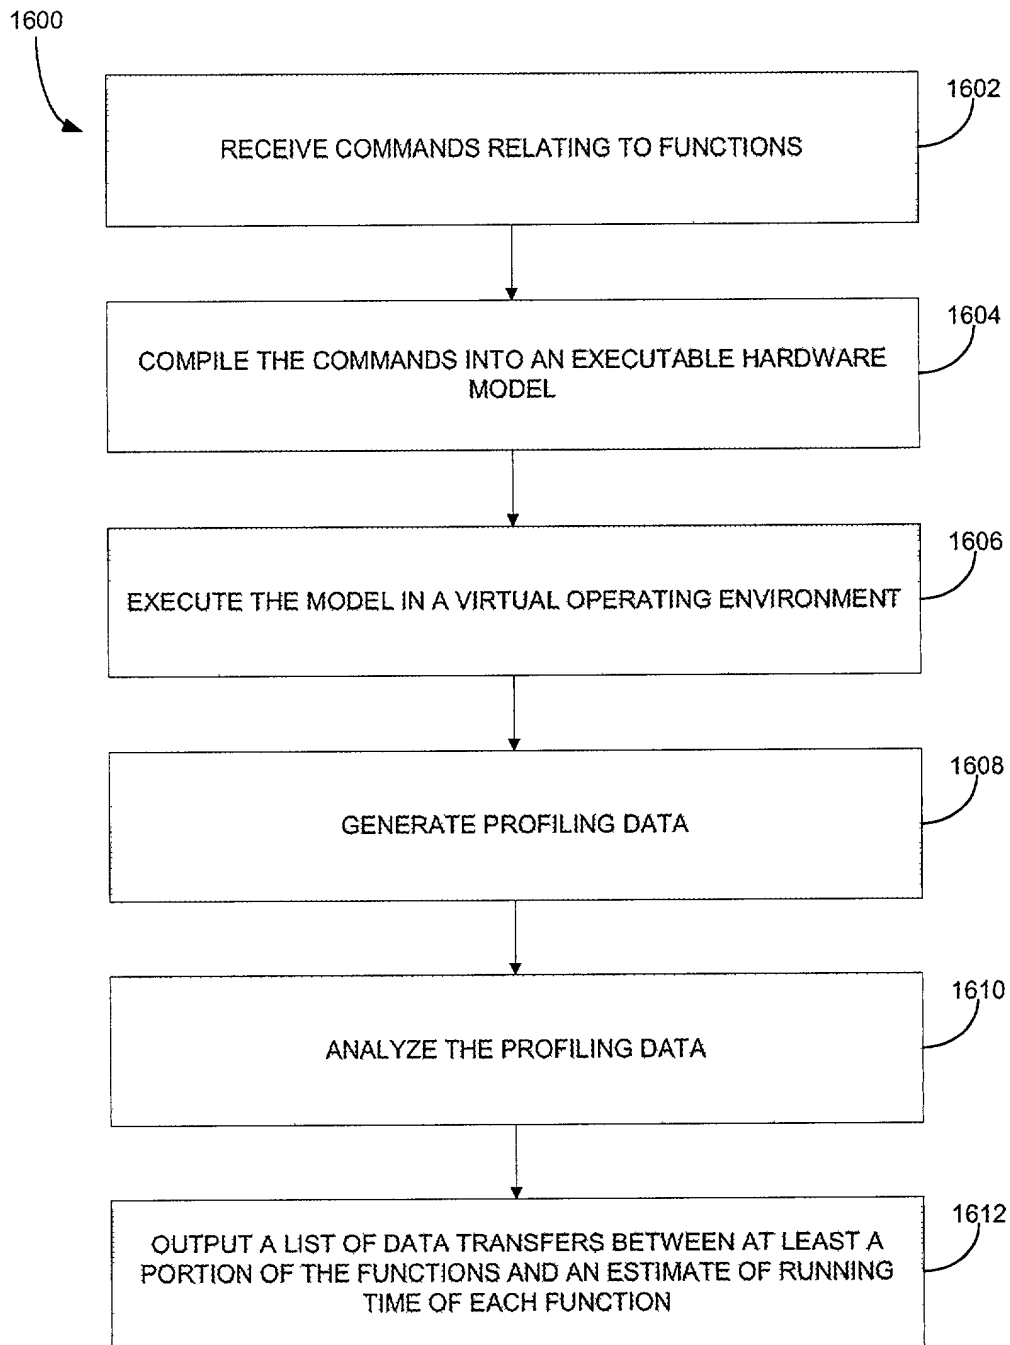 1600
1602
RECEIVE COMMANDS RELATING TO FUNCTIONS
1604
COMPILE THE COMMANDS INTO AN EXECUTABLE HARDWARE
MODEL
1606
EXECUTE THE MODEL IN A VIRTUAL OPERATING ENVIRONMENT
1608
GENERATE PROFILING DATA
1610
ANALYZE THE PROFILING DATA
1612
OUTPUT A LIST OF DATA TRANSFERS BETWEEN AT LEAST A
PORTION OF THE FUNCTIONS AND AN ESTIMATE OF RUNNING
TIME OF EACH FUNCTION